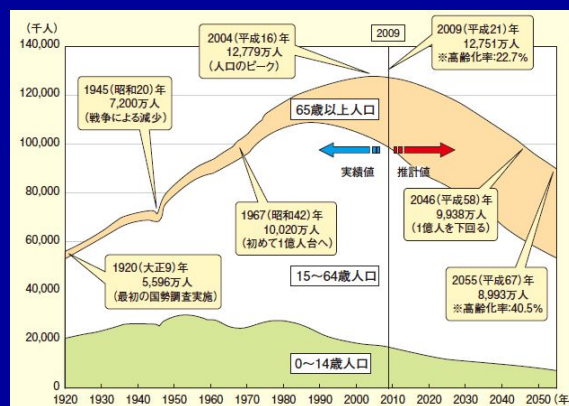 (千人)
140,000
120,000
100,000
80,000
60,000
40,000
20,000
0
2009
2004(平成16)年
12,779万人
(人口のピーク)
2009(平成21)年
12,751万人
※高齢化率:22.7%
1945(昭和20)年
7,200万人
(戦争による減少)
65歳以上人口
実績値
推計値
1967(昭和42)年
10,020万人
(初めて1億人台へ)
2046(平成58)年
9,938万人
(1億人を下回る)
1920(大正9)年
5,596万人
(最初の国勢調査実施)
15~64歳人口
2055(平成67)年
8,993万人
※高齢化率:40.5%
0~14歳人口
1920 1930 1940 1950 1960 1970 1980 1990 2000 2010 2020 2030 2040 2050 (年)